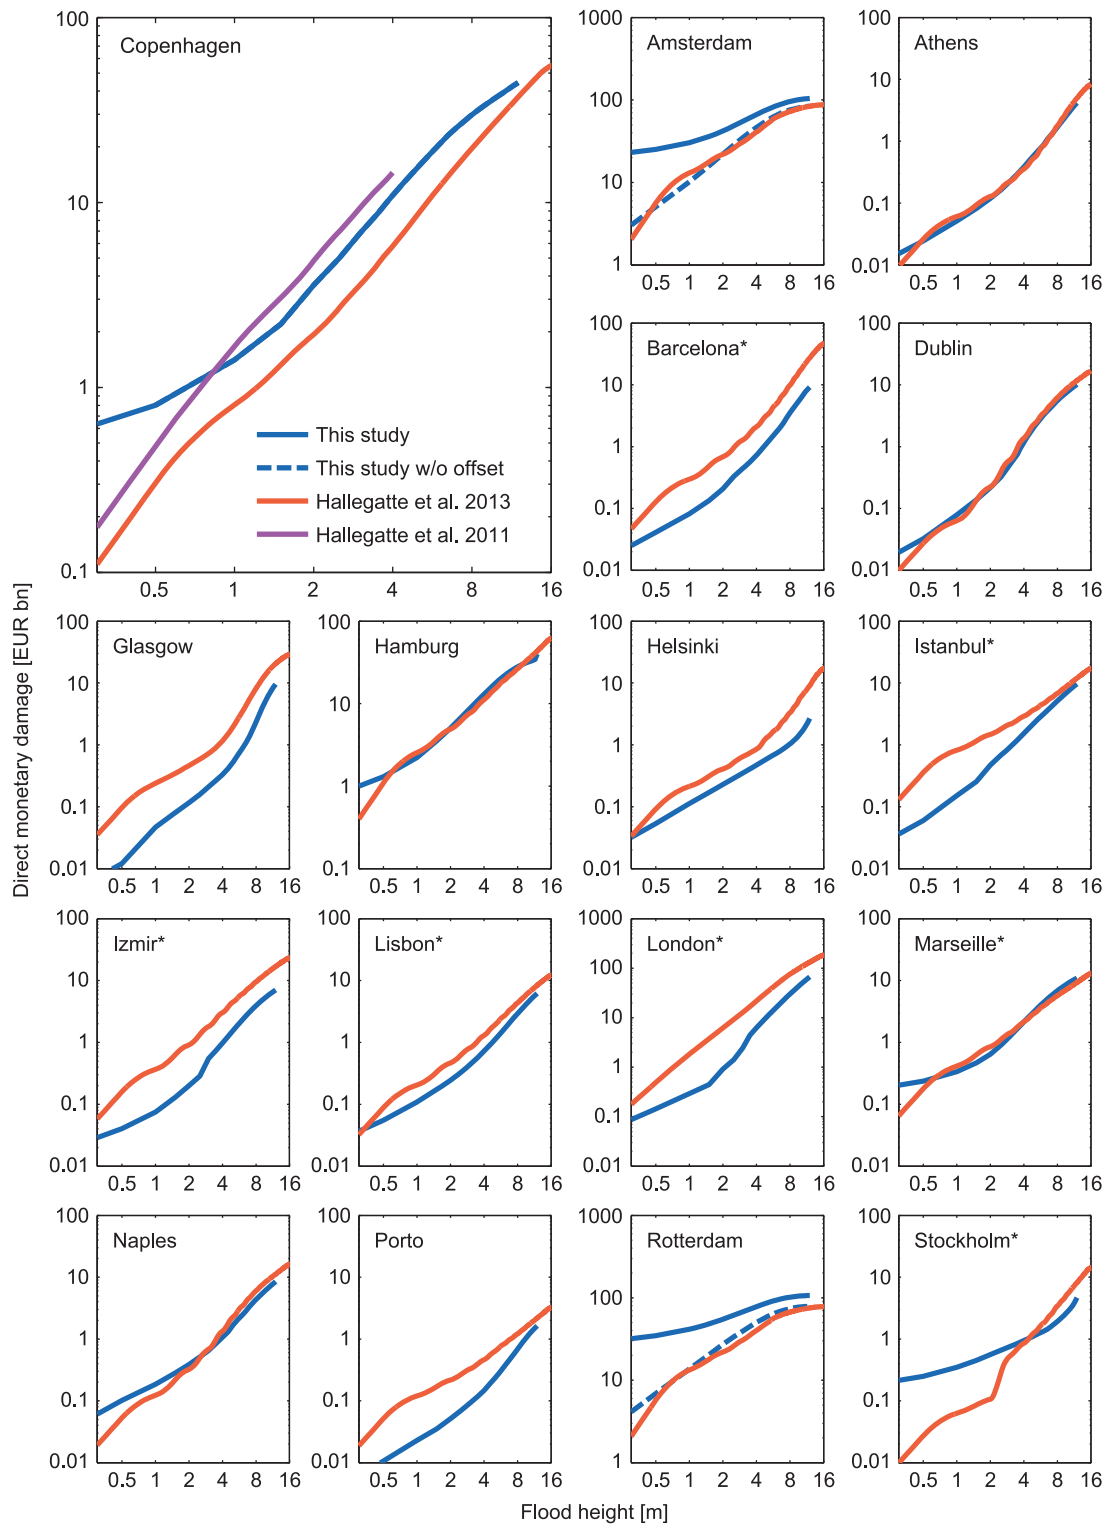 Copenhagen
100
10
1
0.1
0.5 1 2 4 8 16
This study
This study w/o offset
Hallegatte et al. 2013
Hallegatte et al. 2011
Amsterdam
1000
100
10
1
0.5 1 2 4 8 16
Athens
100
10
1
0.1
0.01
0.5 1 2 4 8 16
Barcelona*
100
10
1
0.1
0.01
0.5 1 2 4 8 16
Dublin
100
10
1
0.1
0.01
0.5 1 2 4 8 16
Direct monetary damage [EUR bn]
Glasgow
100
10
1
0.1
0.01
0.5 1 2 4 8 16
Hamburg
100
10
1
0.1
0.5 1 2 4 8 16
Helsinki
100
10
1
0.1
0.01
0.5 1 2 4 8 16
Istanbul*
100
10
1
0.1
0.01
0.5 1 2 4 8 16
Izmir*
100
10
1
0.1
0.01
0.5 1 2 4 8 16
Lisbon*
100
10
1
0.1
0.01
0.5 1 2 4 8 16
London*
1000
100
10
1
0.1
0.01
0.5 1 2 4 8 16
Marseille*
100
10
1
0.1
0.01
0.5 1 2 4 8 16
Naples
100
10
1
0.1
0.01
0.5 1 2 4 8 16
Porto
100
10
1
0.1
0.01
0.5 1 2 4 8 16
Rotterdam
1000
100
10
1
0.5 1 2 4 8 16
Stockholm*
100
10
1
0.1
0.01
0.5 1 2 4 8 16
Flood height [m]